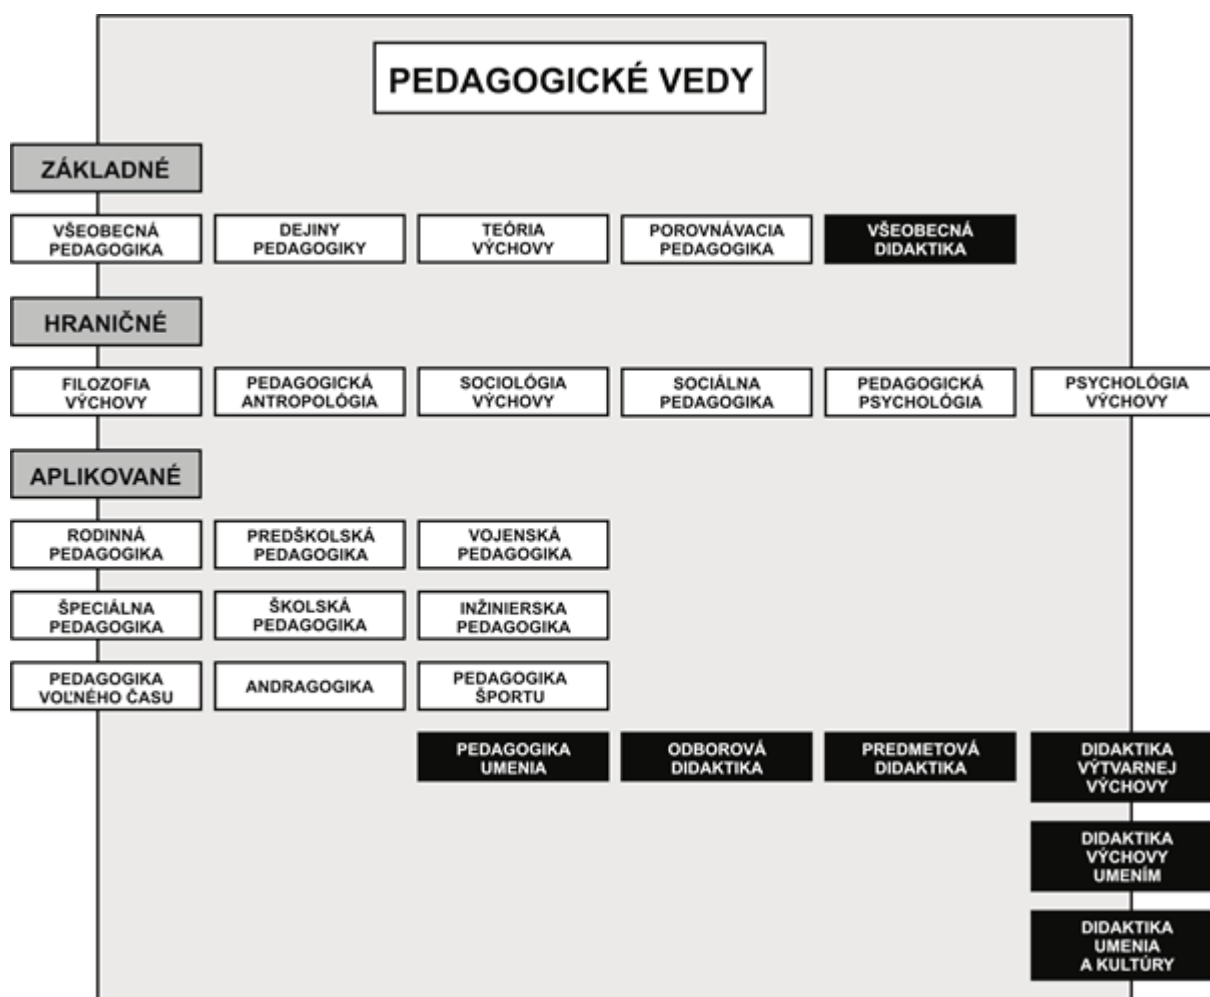 PEDAGOGICKÉ VEDY
ZÁKLADNÉ
VŠEOBECNÁ
PEDAGOGIKA
DEJINY
PEDAGOGIKY
TEÓRIA
VÝCHOVY
POROVNÁVACIA
PEDAGOGIKA
VŠEOBECNÁ
DIDAKTIKA
HRANIČNÉ
FILOZOFIA
VÝCHOVY
PEDAGOGICKÁ
ANTROPOLÓGIA
SOCIOLÓGIA
VÝCHOVY
SOCIÁLNA
PEDAGOGIKA
PEDAGOGICKÁ
PSYCHOLÓGIA
PSYCHOLÓGIA
VÝCHOVY
APLIKOVANÉ
RODINNÁ
PEDAGOGIKA
PREDŠKOLSKÁ
PEDAGOGIKA
VOJENSKÁ
PEDAGOGIKA
ŠPECIÁLNA
PEDAGOGIKA
ŠKOLSKÁ
PEDAGOGIKA
INŽINIERSKA
PEDAGOGIKA
PEDAGOGIKA
VOĽNÉHO ČASU
ANDRAGOGIKA
PEDAGOGIKA
ŠPORTU
PEDAGOGIKA
UMENIA
ODBOROVÁ
DIDAKTIKA
PREDMETOVÁ
DIDAKTIKA
DIDAKTIKA
VÝTVARNEJ
VÝCHOVY
DIDAKTIKA
VÝCHOVY
UMENÍM
DIDAKTIKA
UMENIA
A KULTÚRY